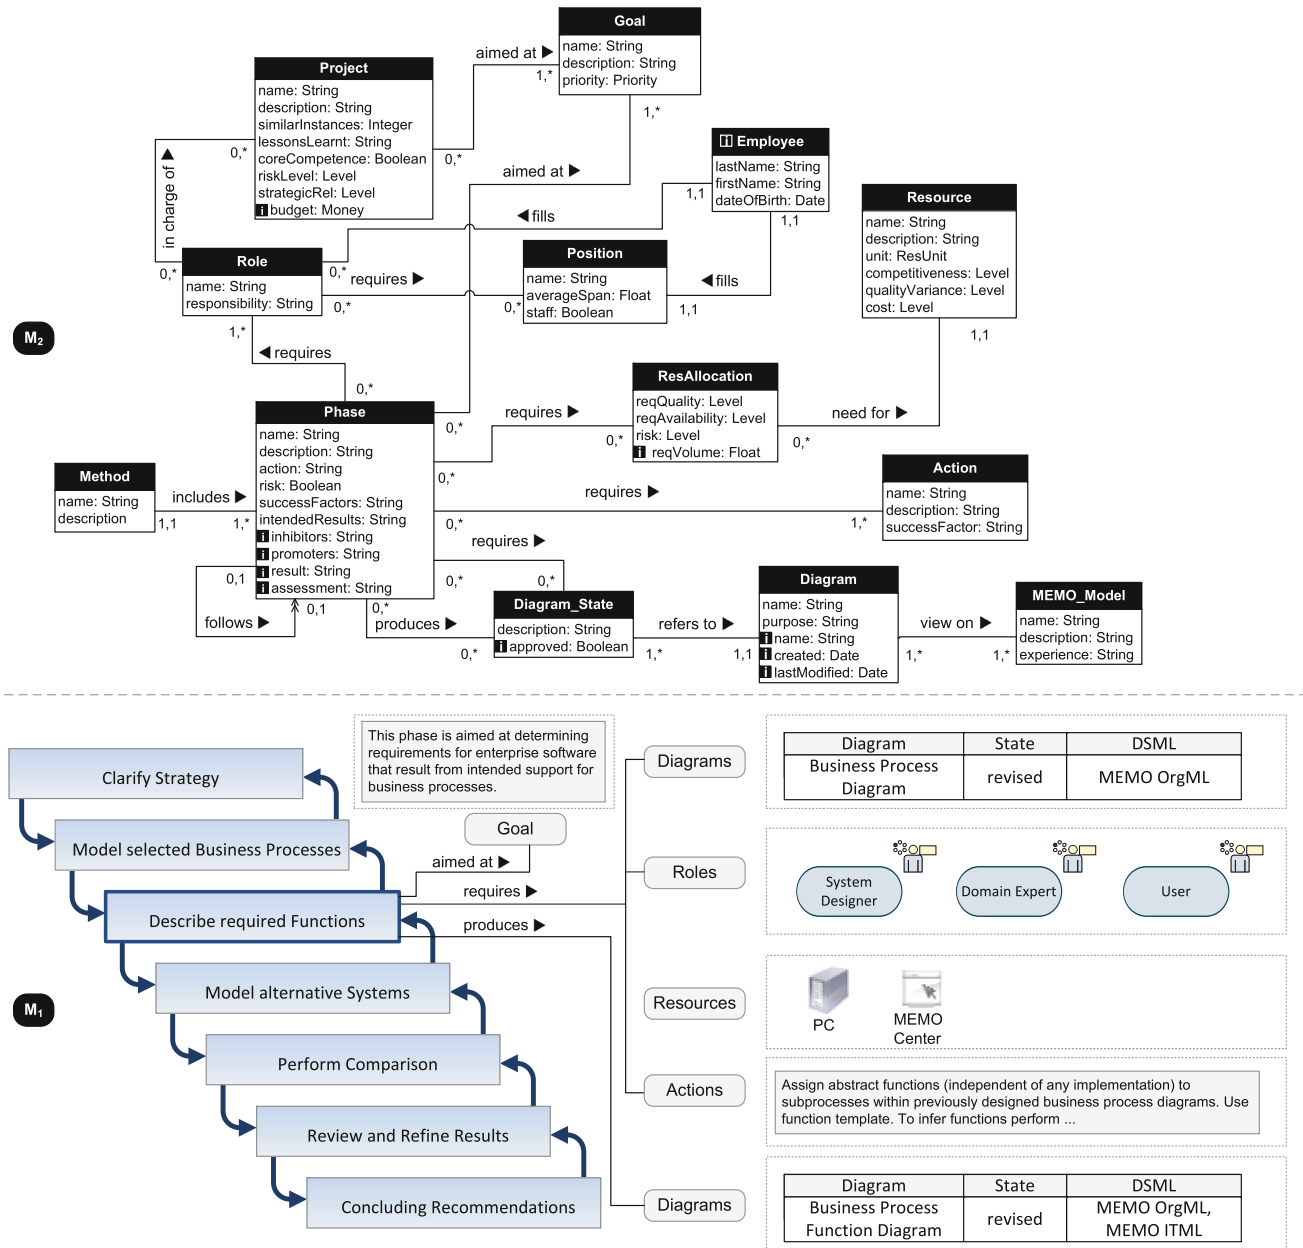 Goal
name: String
description: String
priority: Priority
aimed at
1,*
1,*
Project
name: String
description: String
similarInstances: Integer
lessonsLearnt: String
coreCompetence: Boolean
riskLevel: Level
strategicRel: Level
i budget: Money
0,*
0,*
in charge of
0,*
aimed at
i Employee
lastName: String
firstName: String
dateOfBirth: Date
1,1
1,1
fills
fills
Resource
name: String
description: String
unit: ResUnit
competitiveness: Level
qualityVariance: Level
cost: Level
1,1
Role
name: String
responsibility: String
0,*
requires
0,*
1,*
Position
name: String
averageSpan: Float
staff: Boolean
0,*
1,1
M2
requires
0,*
ResAllocation
reqQuality: Level
reqAvailability: Level
risk: Level
i reqVolume: Float
requires
0,*
need for
0,*
Phase
name: String
description: String
action: String
risk: Boolean
successFactors: String
intendedResults: String
i inhibitors: String
i promoters: String
i result: String
i assessment: String
0,*
0,*
0,*
0,*
0,*
Method
name: String
description
includes
1,1
1,*
requires
1,*
Action
name: String
description: String
successFactor: String
requires
0,*
0,1
0,1
follows
produces
0,*
Diagram_State
description: String
i approved: Boolean
refers to
1,*
1,1
Diagram
name: String
purpose: String
i name: String
i created: Date
i lastModified: Date
view on
1,*
1,*
MEMO_Model
name: String
description: String
experience: String
M1
Clarify Strategy
Model selected Business Processes
Describe required Functions
Model alternative Systems
Perform Comparison
Review and Refine Results
Concluding Recommendations
This phase is aimed at determining
requirements for enterprise software
that result from intended support for
business processes.
Goal
aimed at
requires
produces
Diagrams
Diagram State DSML
Business Process
Diagram
revised
MEMO OrgML
Roles
System
Designer
Domain Expert
User
Resources
PC
MEMO
Center
Actions
Assign abstract functions (independent of any implementation) to
subprocesses within previously designed business process diagrams. Use
function template. To infer functions perform ...
Diagrams
Diagram State DSML
Business Process
Function Diagram
revised
MEMO OrgML,
MEMO ITML